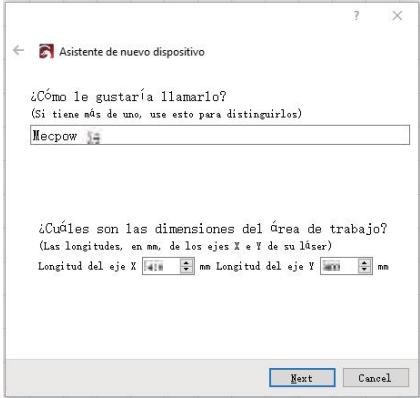 Asistente de nuevo dispositivo
¿Cómo le gustaría llamarlo?
(Si tiene más de uno, use esto para distinguirlos)
Mecpow
¿Cuáles son las dimensiones del área de trabajo?
(Las longitudes, en mm, de los ejes X e Y de su láser)
Longitud del eje X mm Longitud del eje Y mm
Next Cancel